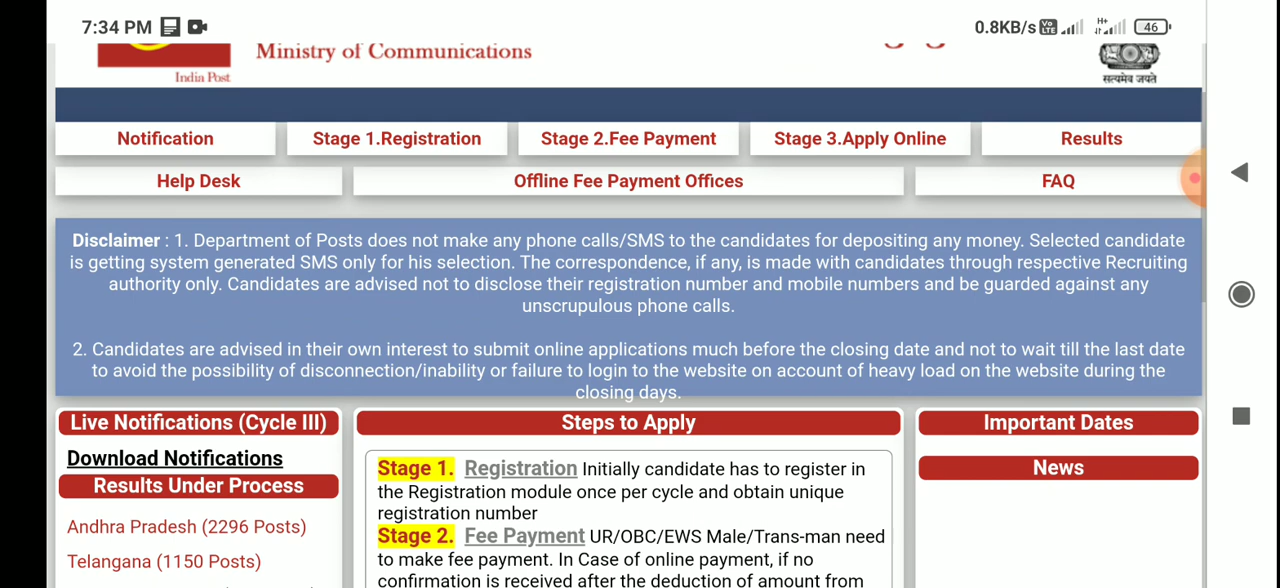 7:34 PM 0.8KB/s Vo LTE H+ 46
Ministry of Communications
India Post
सत्यमेव जयते
Notification Stage 1.Registration Stage 2.Fee Payment Stage 3.Apply Online Results
Help Desk Offline Fee Payment Offices FAQ
Disclaimer : 1. Department of Posts does not make any phone calls/SMS to the candidates for depositing any money. Selected candidate
is getting system generated SMS only for his selection. The correspondence, if any, is made with candidates through respective Recruiting
authority only. Candidates are advised not to disclose their registration number and mobile numbers and be guarded against any
unscrupulous phone calls.
2. Candidates are advised in their own interest to submit online applications much before the closing date and not to wait till the last date
to avoid the possibility of disconnection/inability or failure to login to the website on account of heavy load on the website during the
closing days.
Live Notifications (Cycle III)
Download Notifications
Results Under Process
Andhra Pradesh (2296 Posts)
Telangana (1150 Posts)
Steps to Apply
Stage 1. Registration Initially candidate has to register in
the Registration module once per cycle and obtain unique
registration number
Stage 2. Fee Payment UR/OBC/EWS Male/Trans-man need
to make fee payment. In Case of online payment, if no
confirmation is received after the deduction of amount from
Important Dates
News